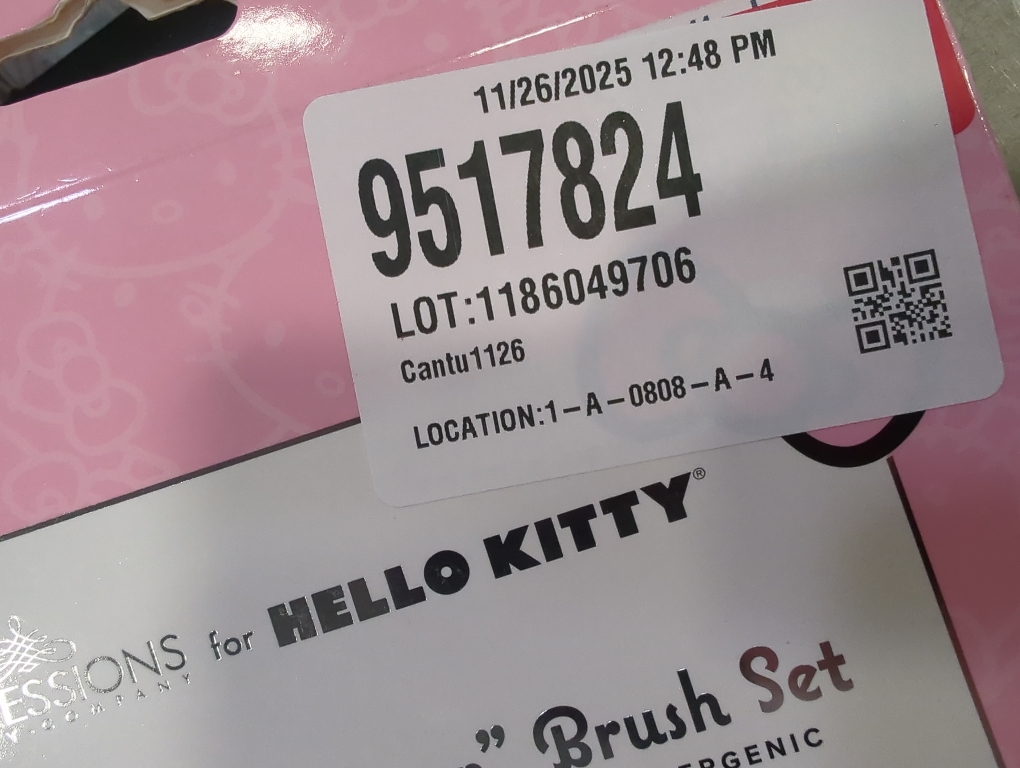 11/26/2025 12:48 PM
9517824
LOT:1186049706
Cantu1126
LOCATION:1-A-0808-A-4
ESSIONS for HELLO KITTY®
COMPANY
” Brush Set
ERGENIC